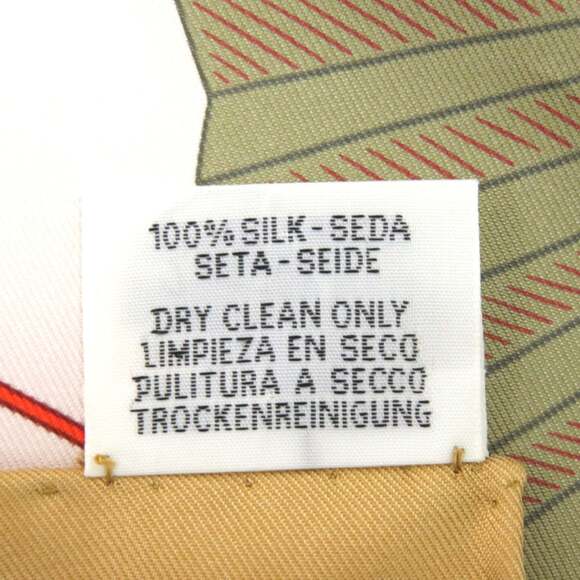 100% SILK-SEDA
SETA-SEIDE
DRY CLEAN ONLY
LIMPIEZA EN SECO
PULITURA A SECCO
TROCKENREINIGUNG